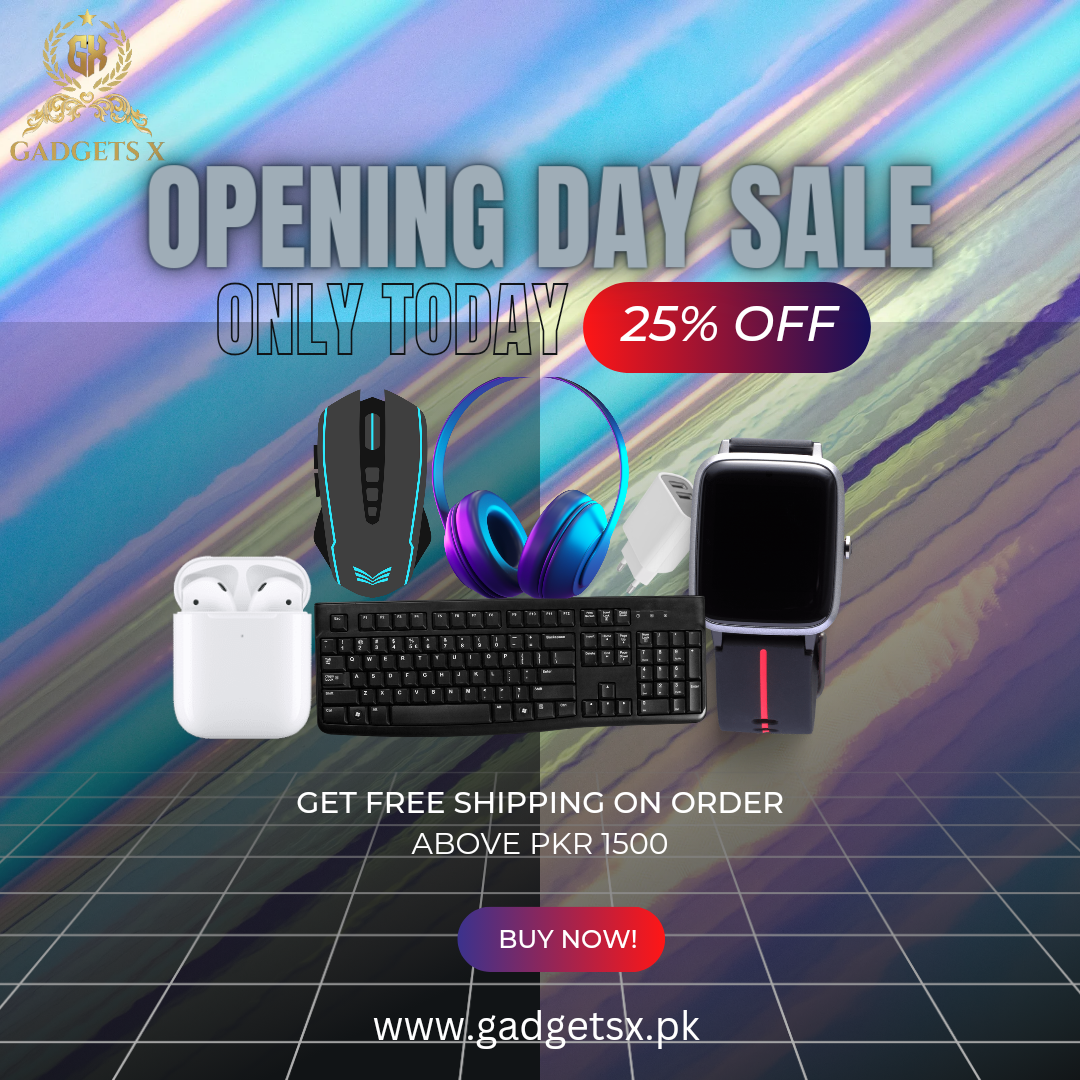 GX
GADGETS X
OPENING DAY SALE
ONLY TODAY
25% OFF
GET FREE SHIPPING ON ORDER
ABOVE PKR 1500
BUY NOW!
www.gadgetsx.pk